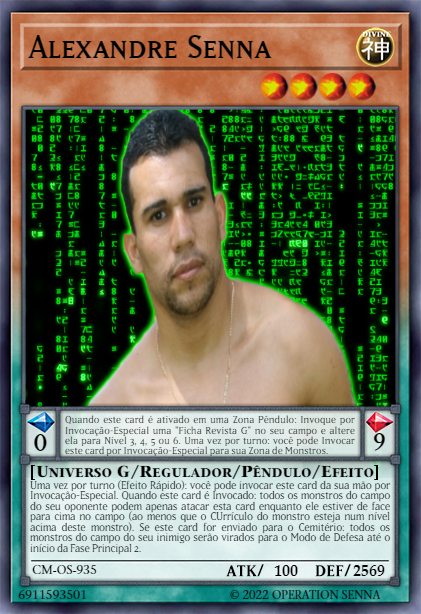 Alexandre Senna
DIVINE
神
0
Quando este card é ativado em uma Zona Pêndulo: Invoque por
Invocação-Especial uma "Ficha Revista G" no seu campo e altere
ela para Nível 3, 4, 5 ou 6. Uma vez por turno: você pode Invocar
este card por Invocação-Especial para sua Zona de Monstros.
9
[Universo G/Regulador/Pêndulo/Efeito]
Uma vez por turno (Efeito Rápido): você pode invocar este card da sua mão por
Invocação-Especial. Quando este card é Invocado: todos os monstros do campo
do seu oponente podem apenas atacar esta card enquanto ele estiver de face
para cima no campo (ao menos que o CUrrículo do monstro esteja num nível
acima deste monstro). Se este card for enviado para o Cemitério: todos os
monstros do campo do seu inimigo serão virados para o Modo de Defesa até o
início da Fase Principal 2.
CM-OS-935
ATK/ 100 DEF/2569
6911593501
© 2022 OPERATION SENNA